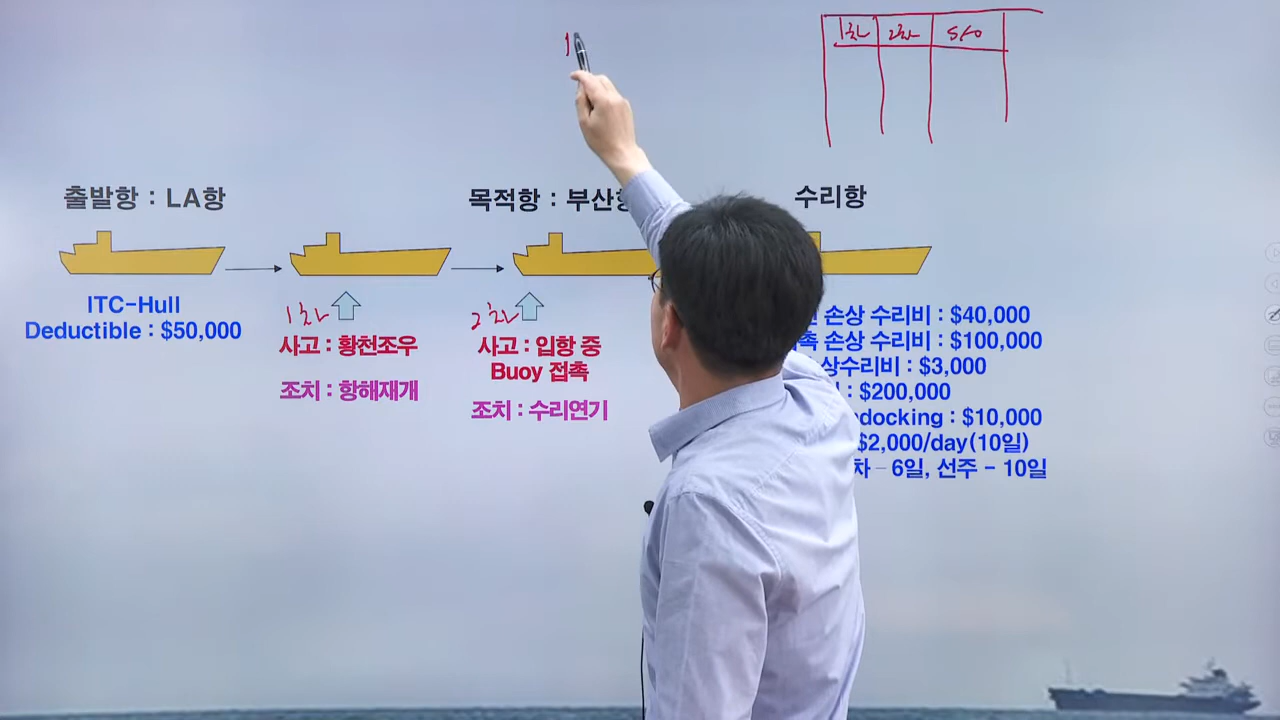 1차 2차 S/O
출발항 : LA항
목적항 : 부산항
수리항
ITC-Hull
Deductible : $50,000
1차
사고 : 황천조우
조치 : 항해재개
2차
사고 : 입항 중
Buoy 접촉
조치 : 수리연기
손상 수리비 : $40,000
촉 손상 수리비 : $100,000
상수리비 : $3,000
: $200,000
docking : $10,000
$2,000/day(10일)
차 - 6일, 선주 - 10일